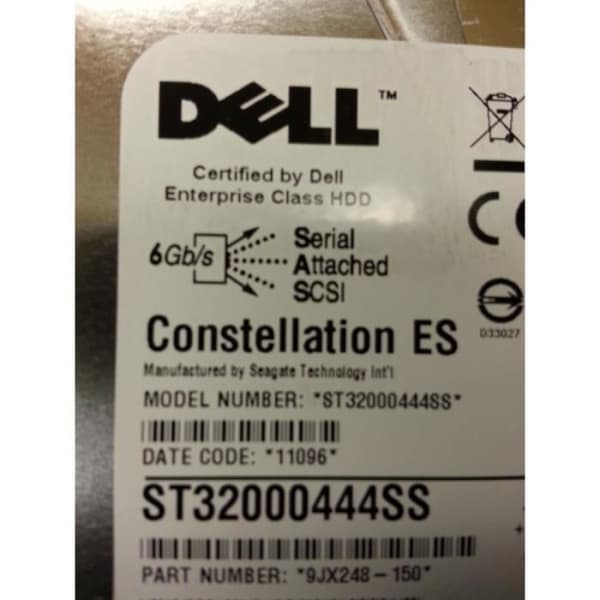 DELL™
Certified by Dell
Enterprise Class HDD
6Gb/s
Serial
Attached
SCSI
D33027
Constellation ES
Manufactured by Seagate Technology Int'l
MODEL NUMBER: "ST32000444SS"
DATE CODE: "11096"
ST32000444SS
PART NUMBER: "9JX248-150"